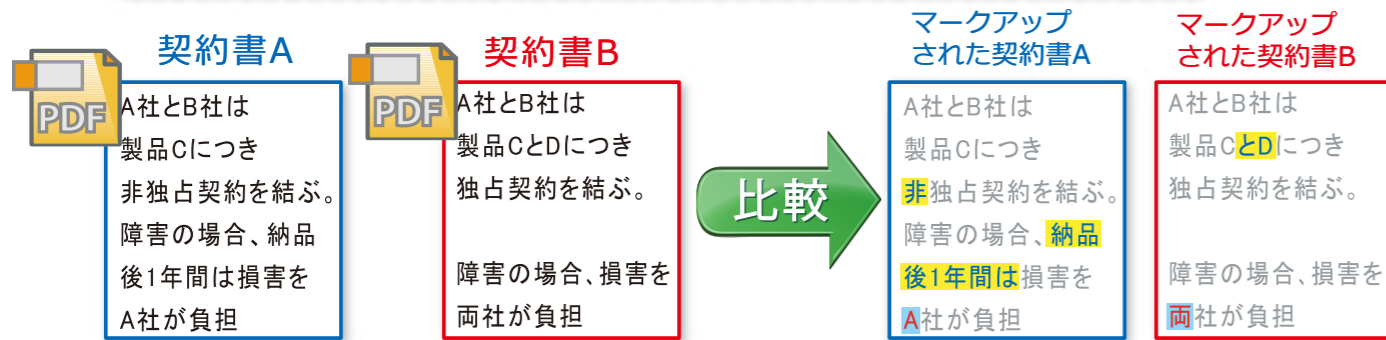 契約書A
PDF
A社とB社は
製品Cにつき
非独占契約を結ぶ。
障害の場合、納品
後1年間は損害を
A社が負担
契約書B
PDF
A社とB社は
製品CとDにつき
独占契約を結ぶ。
障害の場合、損害を
両社が負担
比較
マークアップ
された契約書A
A社とB社は
製品Cにつき
非独占契約を結ぶ。
障害の場合、納品
後1年間は損害を
A社が負担
マークアップ
された契約書B
A社とB社は
製品CとDにつき
独占契約を結ぶ。
障害の場合、損害を
両社が負担